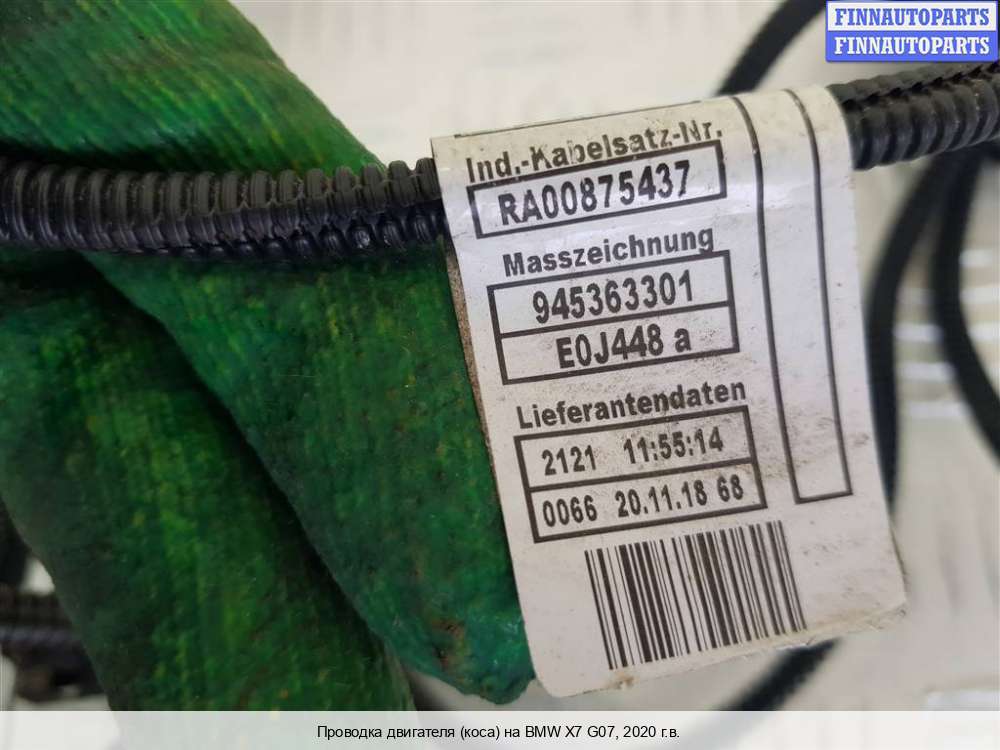 FINNAUTOPARTS
FINNAUTOPARTS
Ind.-Kabelsatz-Nr.
RA00875437
Masszeichnung
945363301
E0J448 a
Lieferantendaten
2121 11:55:14
0066 20.11.18 68
Проводка двигателя (коса) на BMW X7 G07, 2020 г.в.